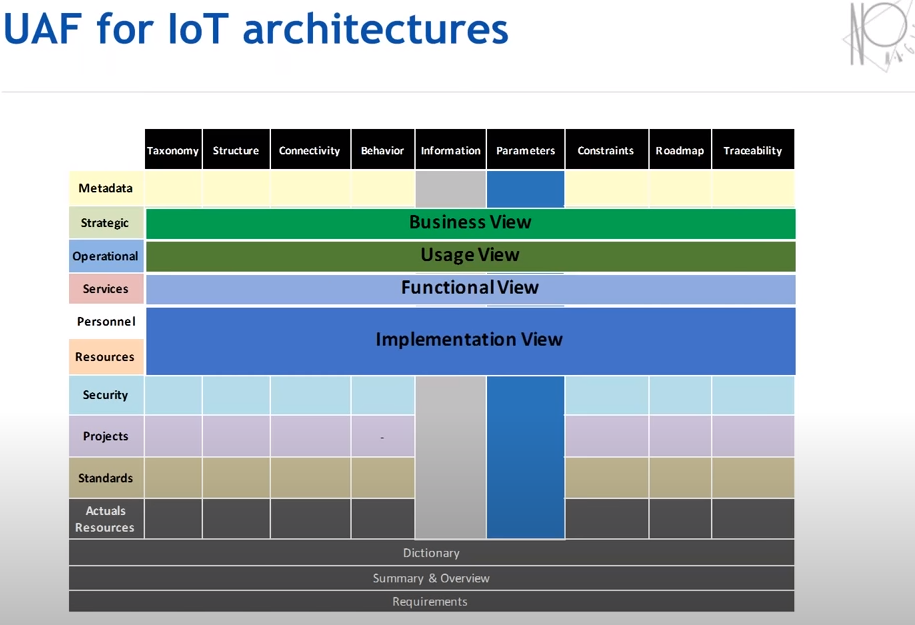 UAF for IoT architectures
Taxonomy Structure Connectivity Behavior Information Parameters Constraints Roadmap Traceability
Metadata
Strategic Business View
Operational Usage View
Services Functional View
Personnel
Implementation View
Resources
Security
Projects -
Standards
Actuals
Resources
Dictionary
Summary & Overview
Requirements